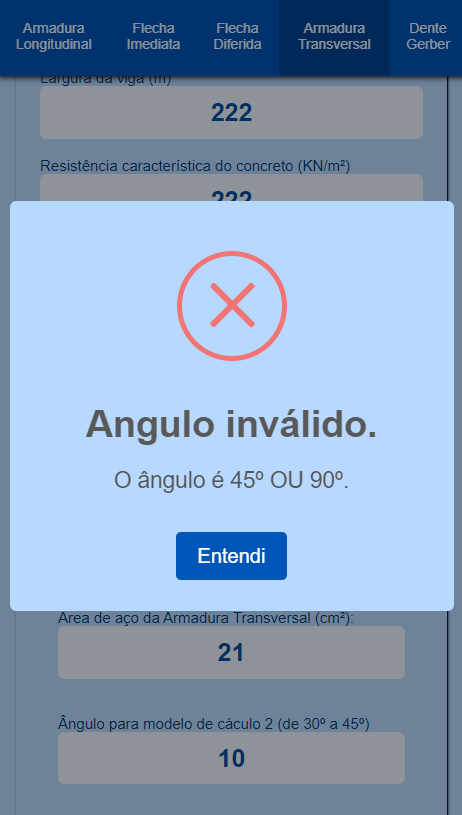 Armadura
Longitudinal
Flecha
Imediata
Flecha
Diferida
Armadura
Transversal
Dente
Gerber
Largura da viga (m)
222
Resistência característica do concreto (KN/m²)
222
Angulo inválido.
O ângulo é 45º OU 90º.
Entendi
Área de aço da Armadura Transversal (cm²):
21
Ângulo para modelo de cáculo 2 (de 30º a 45º)
10